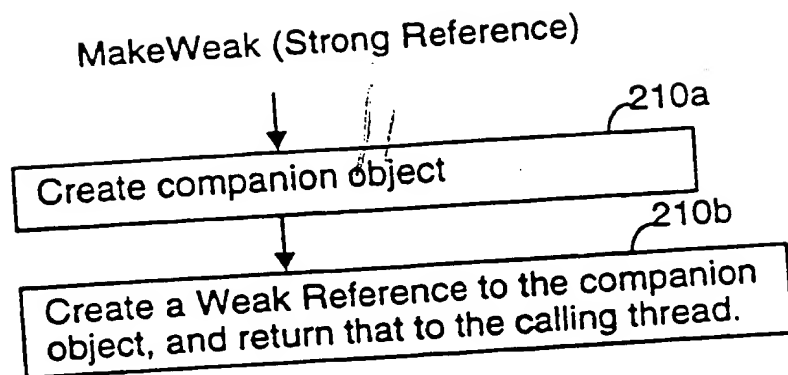 MakeWeak (Strong Reference)
210a
Create companion object
210b
Create a Weak Reference to the companion
object, and return that to the calling thread.